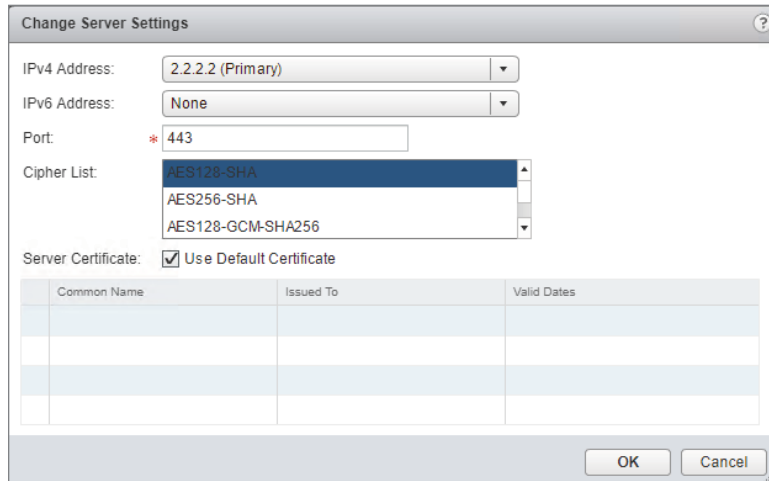 Change Server Settings ?
IPv4 Address: 2.2.2.2 (Primary)
IPv6 Address: None
Port: * 443
Cipher List: AES128-SHA
AES256-SHA
AES128-GCM-SHA256
Server Certificate: Use Default Certificate
Common Name Issued To Valid Dates
OK Cancel